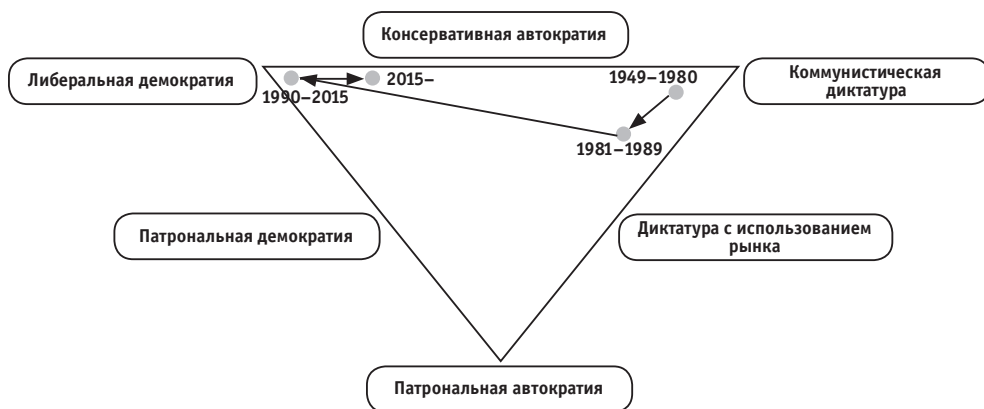 Консервативная автократия
Либеральная демократия
Коммунистическая
диктатура
2015–
1949–1980
1990–2015
1981–1989
Патрональная демократия
Диктатура с использованием
рынка
Патрональная автократия